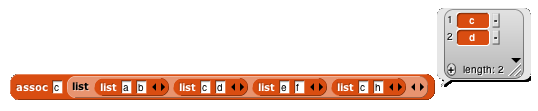 1 c -
2 d -
length: 2
assoc c list list a b list c d list e f list c h